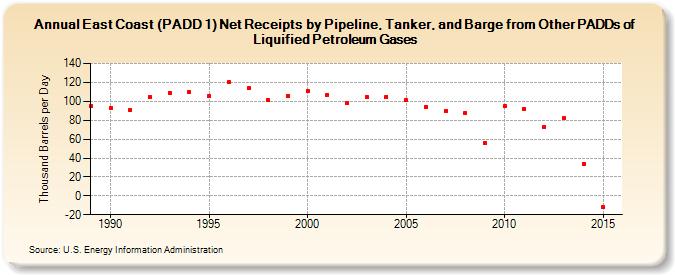 Annual East Coast (PADD 1) Net Receipts by Pipeline, Tanker, and Barge from Other PADDs of
Liquified Petroleum Gases
Thousand Barrels per Day
140
120
100
80
60
40
20
0
-20
1990 1995 2000 2005 2010 2015
Source: U.S. Energy Information Administration